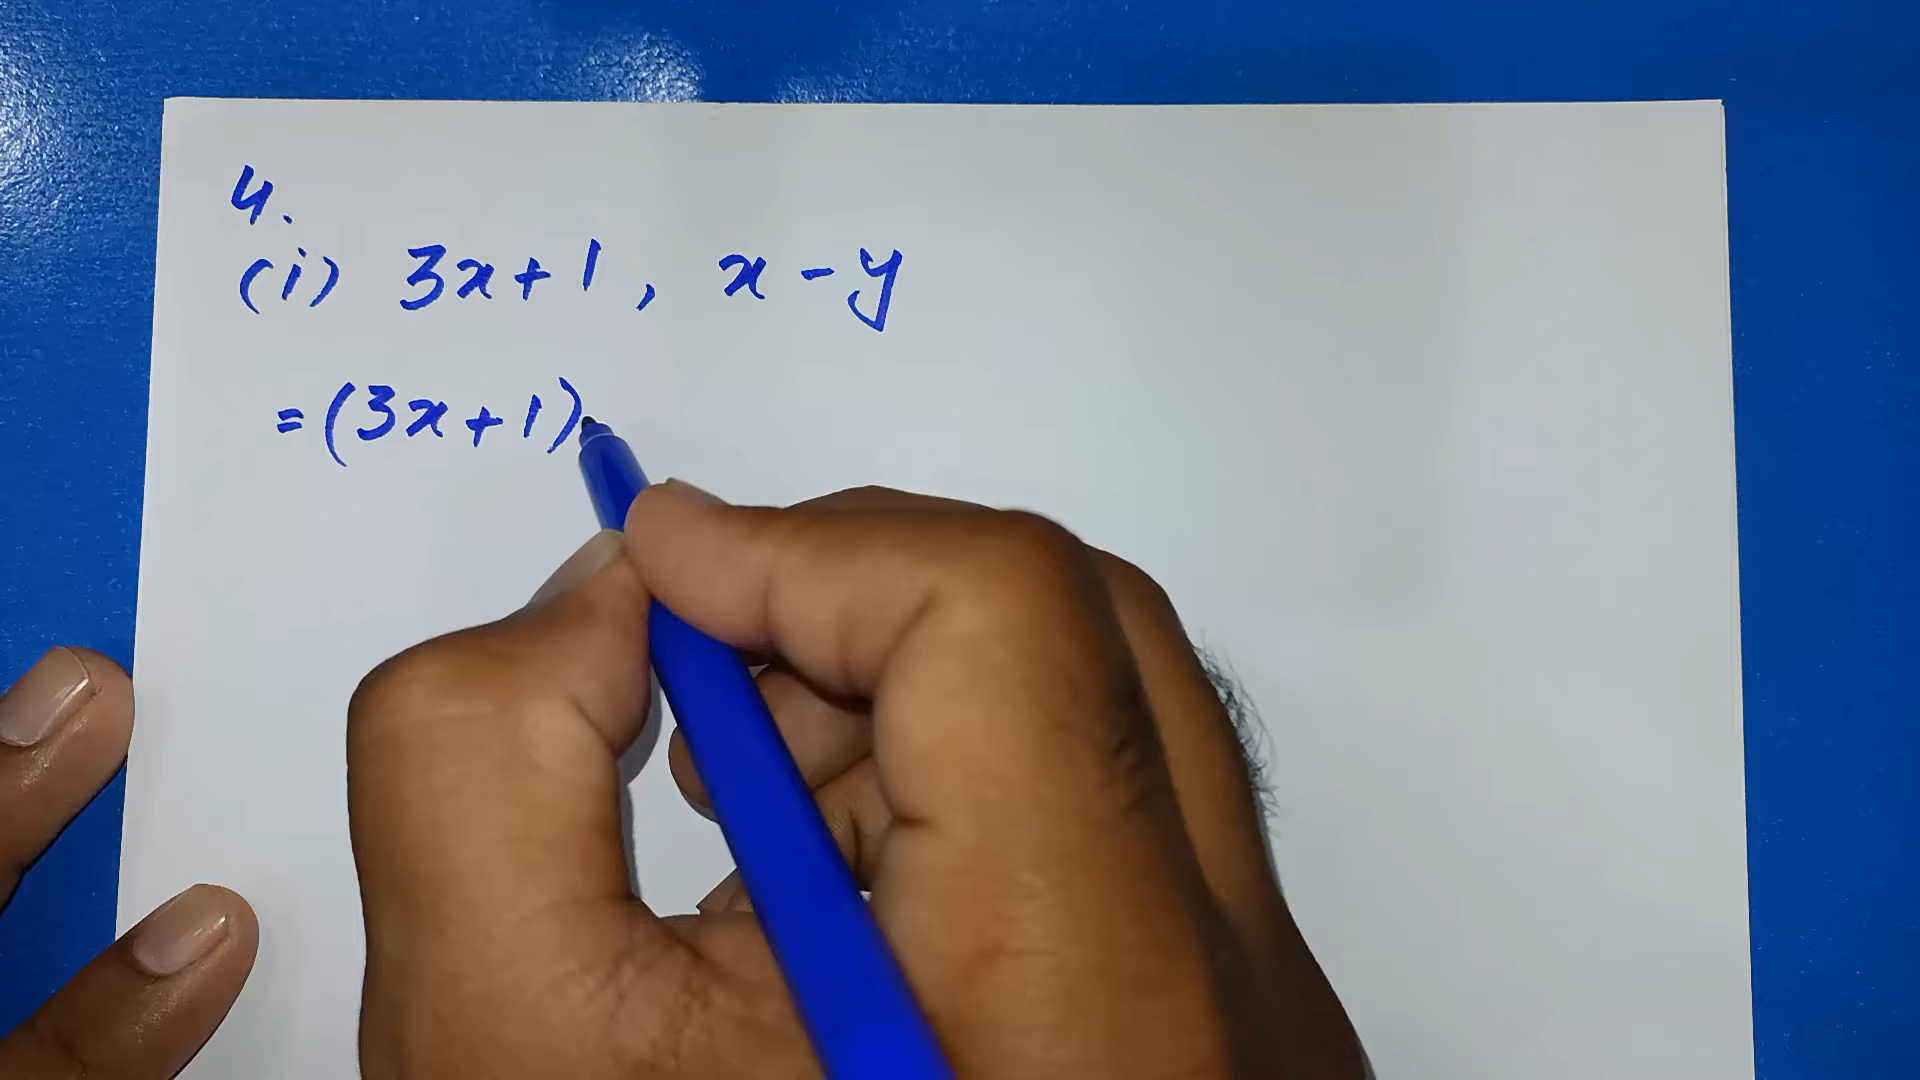 4.
(i) 3x+1, x-y
=(3x+1)